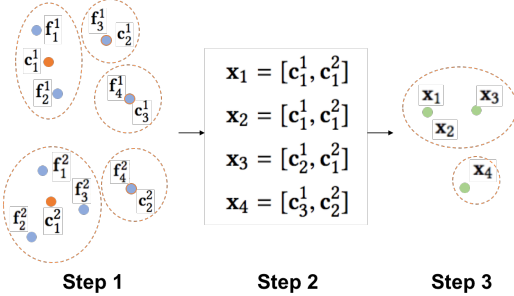 f₁¹
c₁¹
f₂¹
f₃¹
c₂¹
f₄¹
c₃¹
f₁²
f₃²
c₁²
f₂²
f₄²
c₂²
x₁ = [c₁¹, c₁²]
x₂ = [c₁¹, c₁²]
x₃ = [c₂¹, c₁²]
x₄ = [c₃¹, c₂²]
x₁
x₃
x₂
x₄
Step 1
Step 2
Step 3